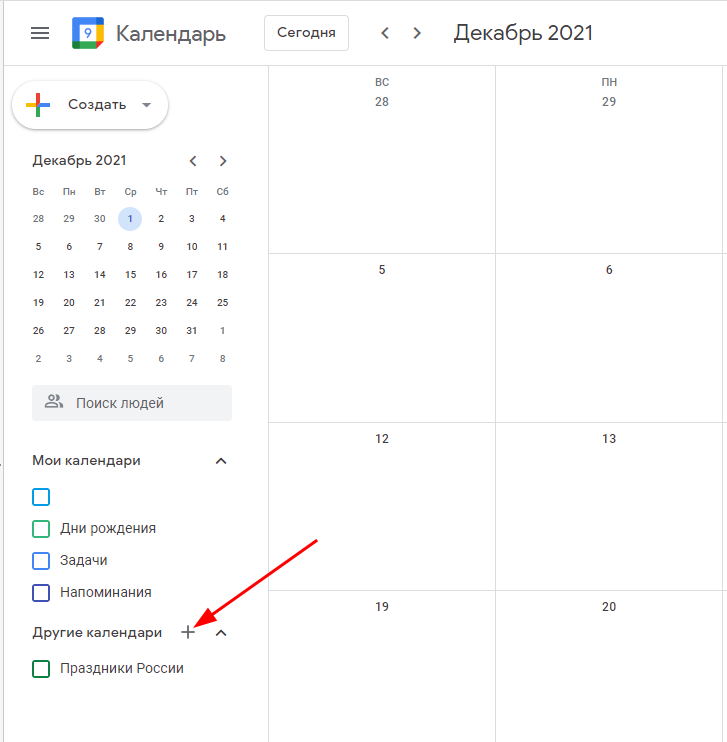 9 Календарь Сегодня Декабрь 2021
Создать
Декабрь 2021
Вс Пн Вт Ср Чт Пт Сб
28 29 30 1 2 3 4
5 6 7 8 9 10 11
12 13 14 15 16 17 18
19 20 21 22 23 24 25
26 27 28 29 30 31 1
2 3 4 5 6 7 8
Поиск людей
Мои календари
Дни рождения
Задачи
Напоминания
Другие календари
Праздники России
ВС ПН
28 29
5 6
12 13
19 20